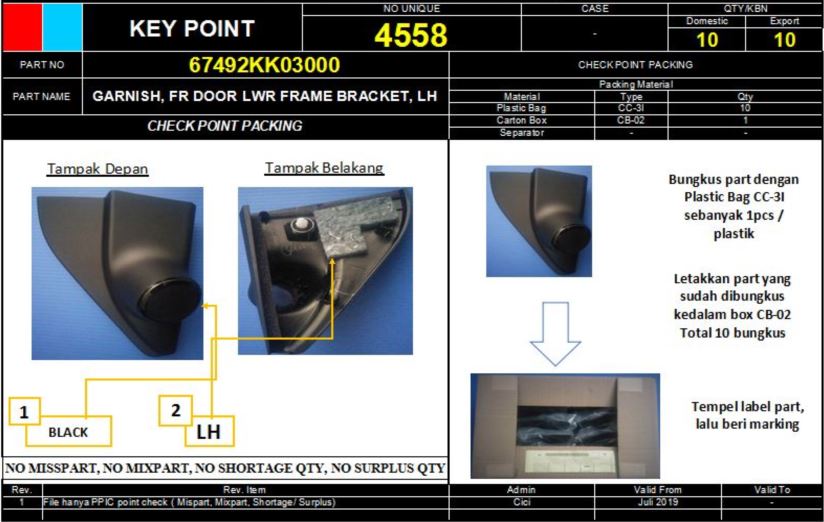 KEY POINT
NO UNIQUE
4558
CASE
-
QTY/KBN
Domestic
10
Export
10
PART NO
67492KK03000
CHECK POINT PACKING
PART NAME
GARNISH, FR DOOR LWR FRAME BRACKET, LH
Packing Material
Material Type Qty
Plastic Bag CC-3I 10
Carton Box CB-02 1
Separator - -
CHECK POINT PACKING
Tampak Depan
Tampak Belakang
1
BLACK
2
LH
NO MISSPART, NO MIXPART, NO SHORTAGE QTY, NO SURPLUS QTY
Bungkus part dengan
Plastic Bag CC-3I
sebanyak 1pcs /
plastik
Letakkan part yang
sudah dibungkus
kedalam box CB-02
Total 10 bungkus
Tempel label part,
lalu beri marking
Rev. Rev. Item Admin Valid From Valid To
1 File hanya PPIC point check ( Mispart, Mixpart, Shortage/ Surplus) Cici Juli 2019 -